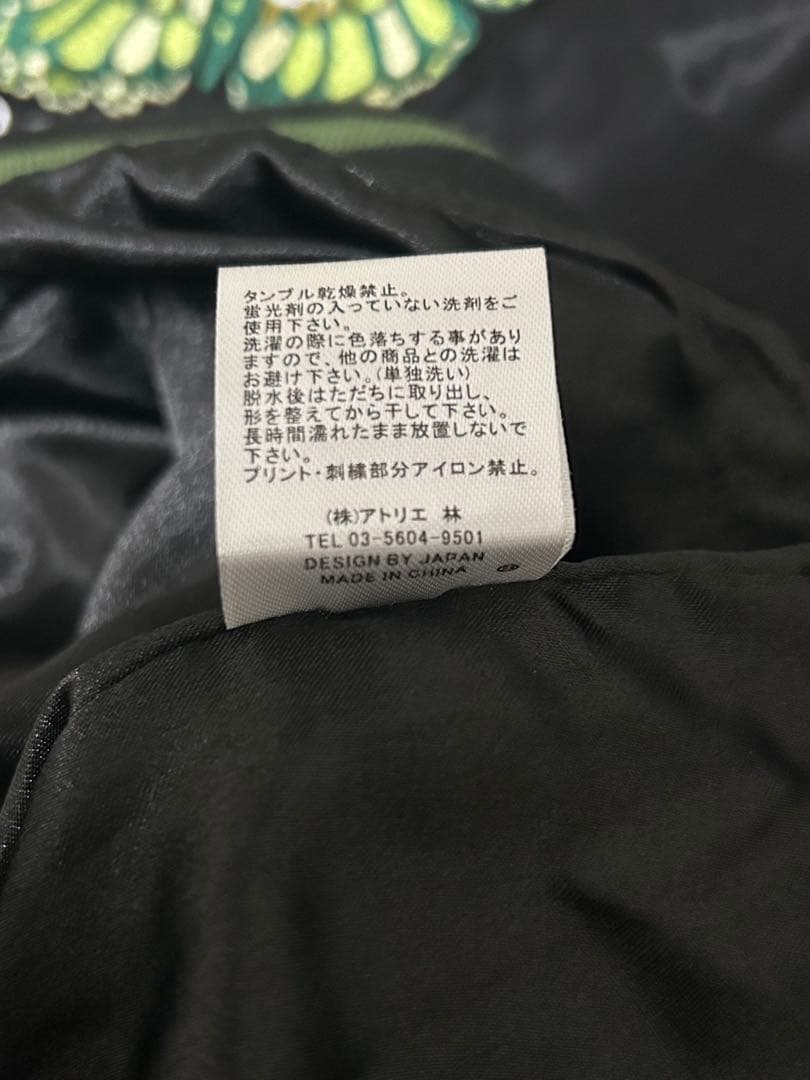 タンブル乾燥禁止。
蛍光剤の入っていない洗剤をご
使用下さい。
洗濯の際に色落ちする事があり
ますので、他の商品との洗濯は
お避け下さい。(単独洗い)
脱水後はただちに取り出し、
形を整えてから干して下さい。
長時間濡れたまま放置しないで
下さい。
プリント・刺繍部分アイロン禁止。
(株)アトリエ 林
TEL 03-5604-9501
DESIGN BY JAPAN
MADE IN CHINA